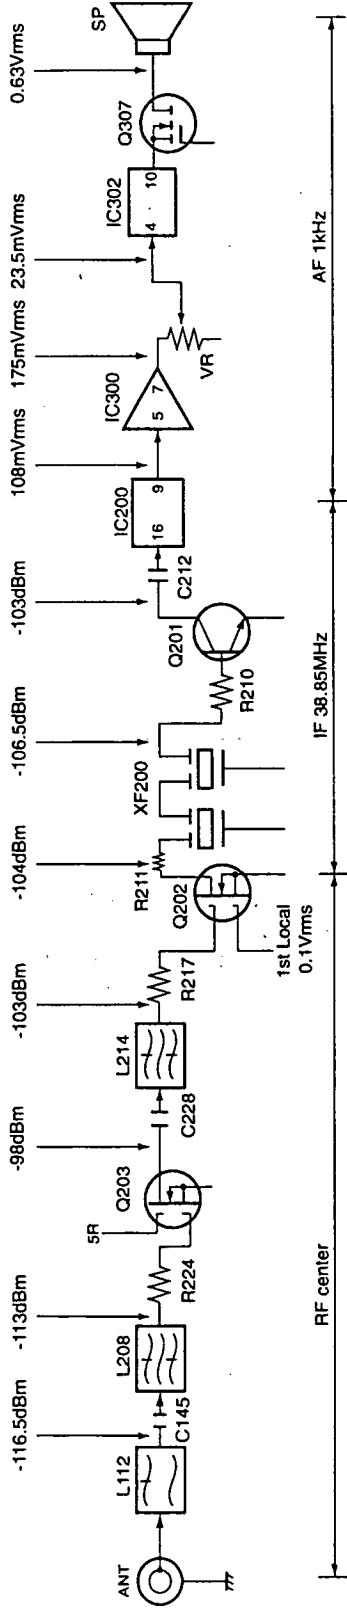 -116.5dBm
-113dBm
-98dBm
-103dBm
-104dBm
-106.5dBm
-103dBm
108mVrms
175mVrms
23.5mVrms
0.63Vrms
ANT
L112
C145
L208
R224
5R
Q203
C228
L214
R217
Q202
1st Local
0.1Vrms
R211
XF200
R210
Q201
C212
IC200
16
9
IC300
5
7
VR
IC302
4
10
Q307
SP
RF center
IF 38.85MHz
AF 1kHz